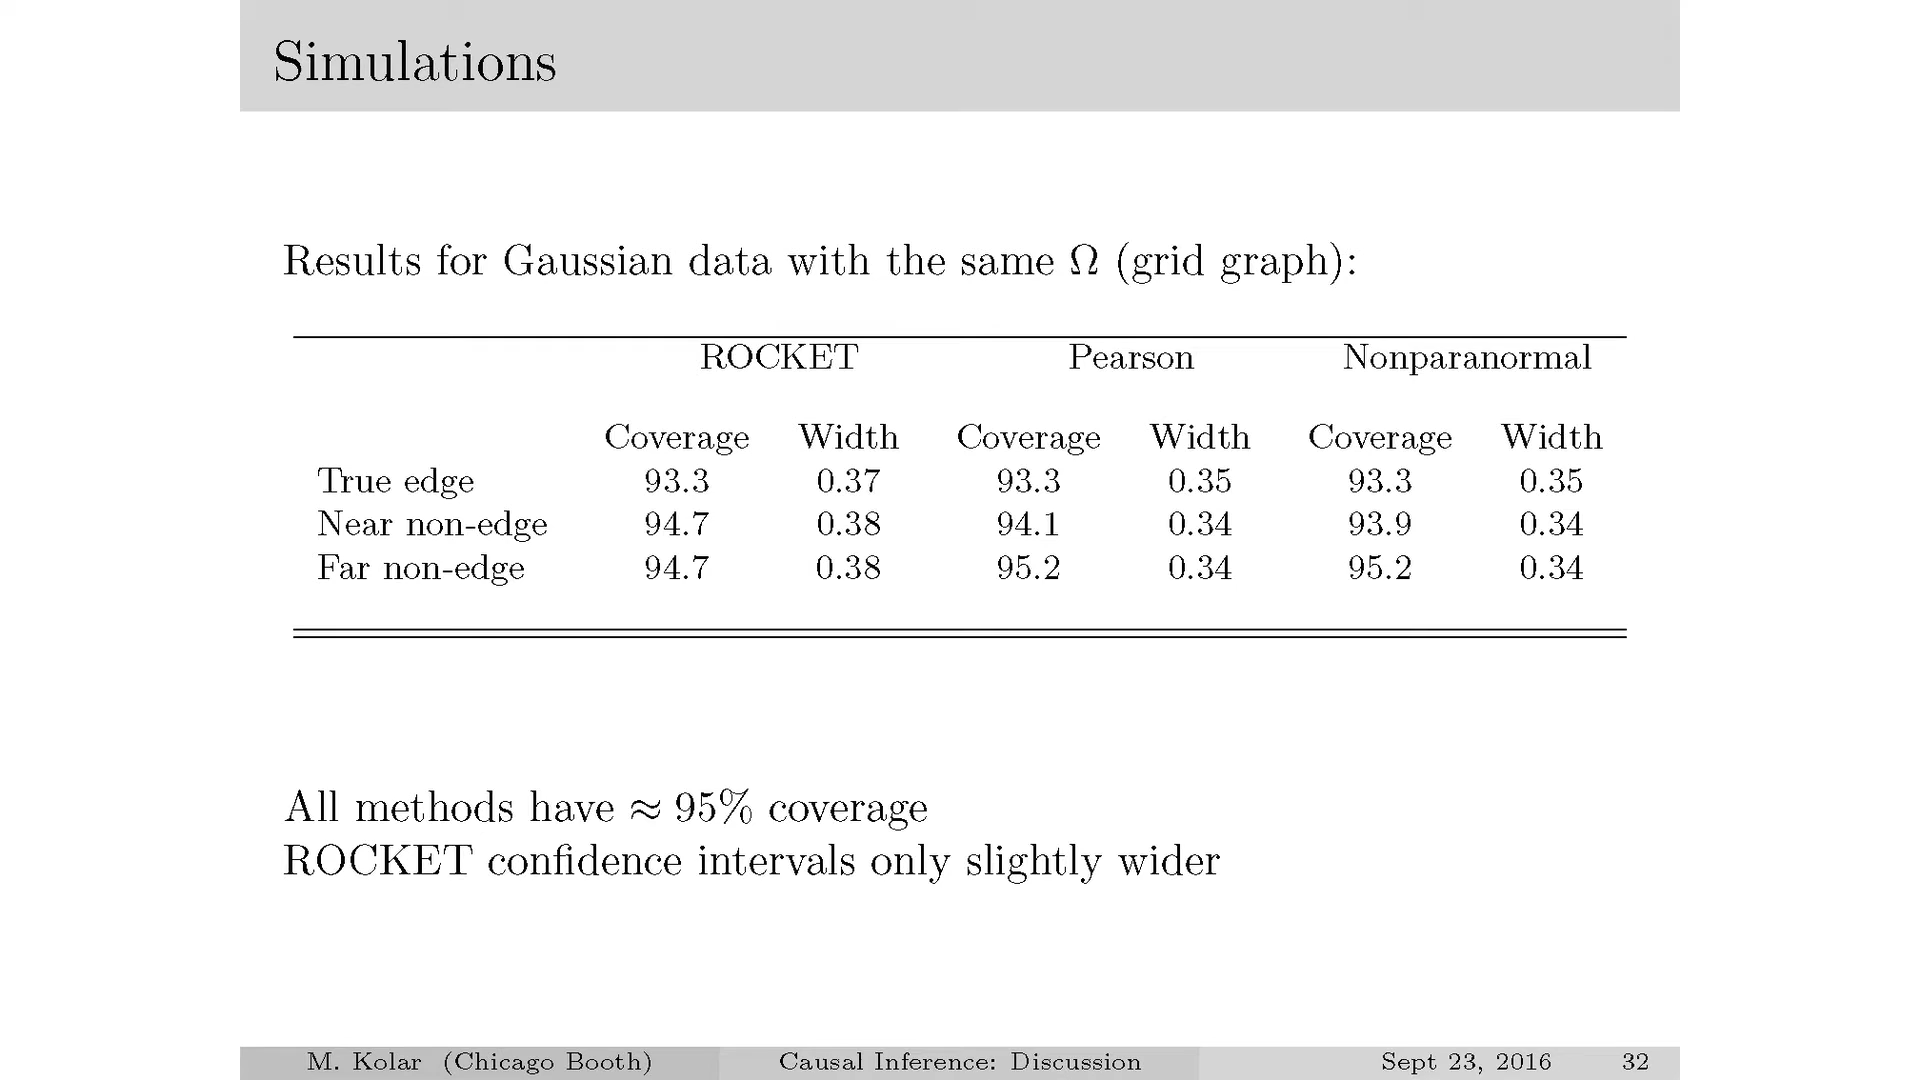 Simulations
Results for Gaussian data with the same Ω (grid graph):
ROCKET Pearson Nonparanormal
Coverage Width Coverage Width Coverage Width
True edge 93.3 0.37 93.3 0.35 93.3 0.35
Near non-edge 94.7 0.38 94.1 0.34 93.9 0.34
Far non-edge 94.7 0.38 95.2 0.34 95.2 0.34
All methods have ≈ 95% coverage
ROCKET confidence intervals only slightly wider
M. Kolar (Chicago Booth) Causal Inference: Discussion Sept 23, 2016 32